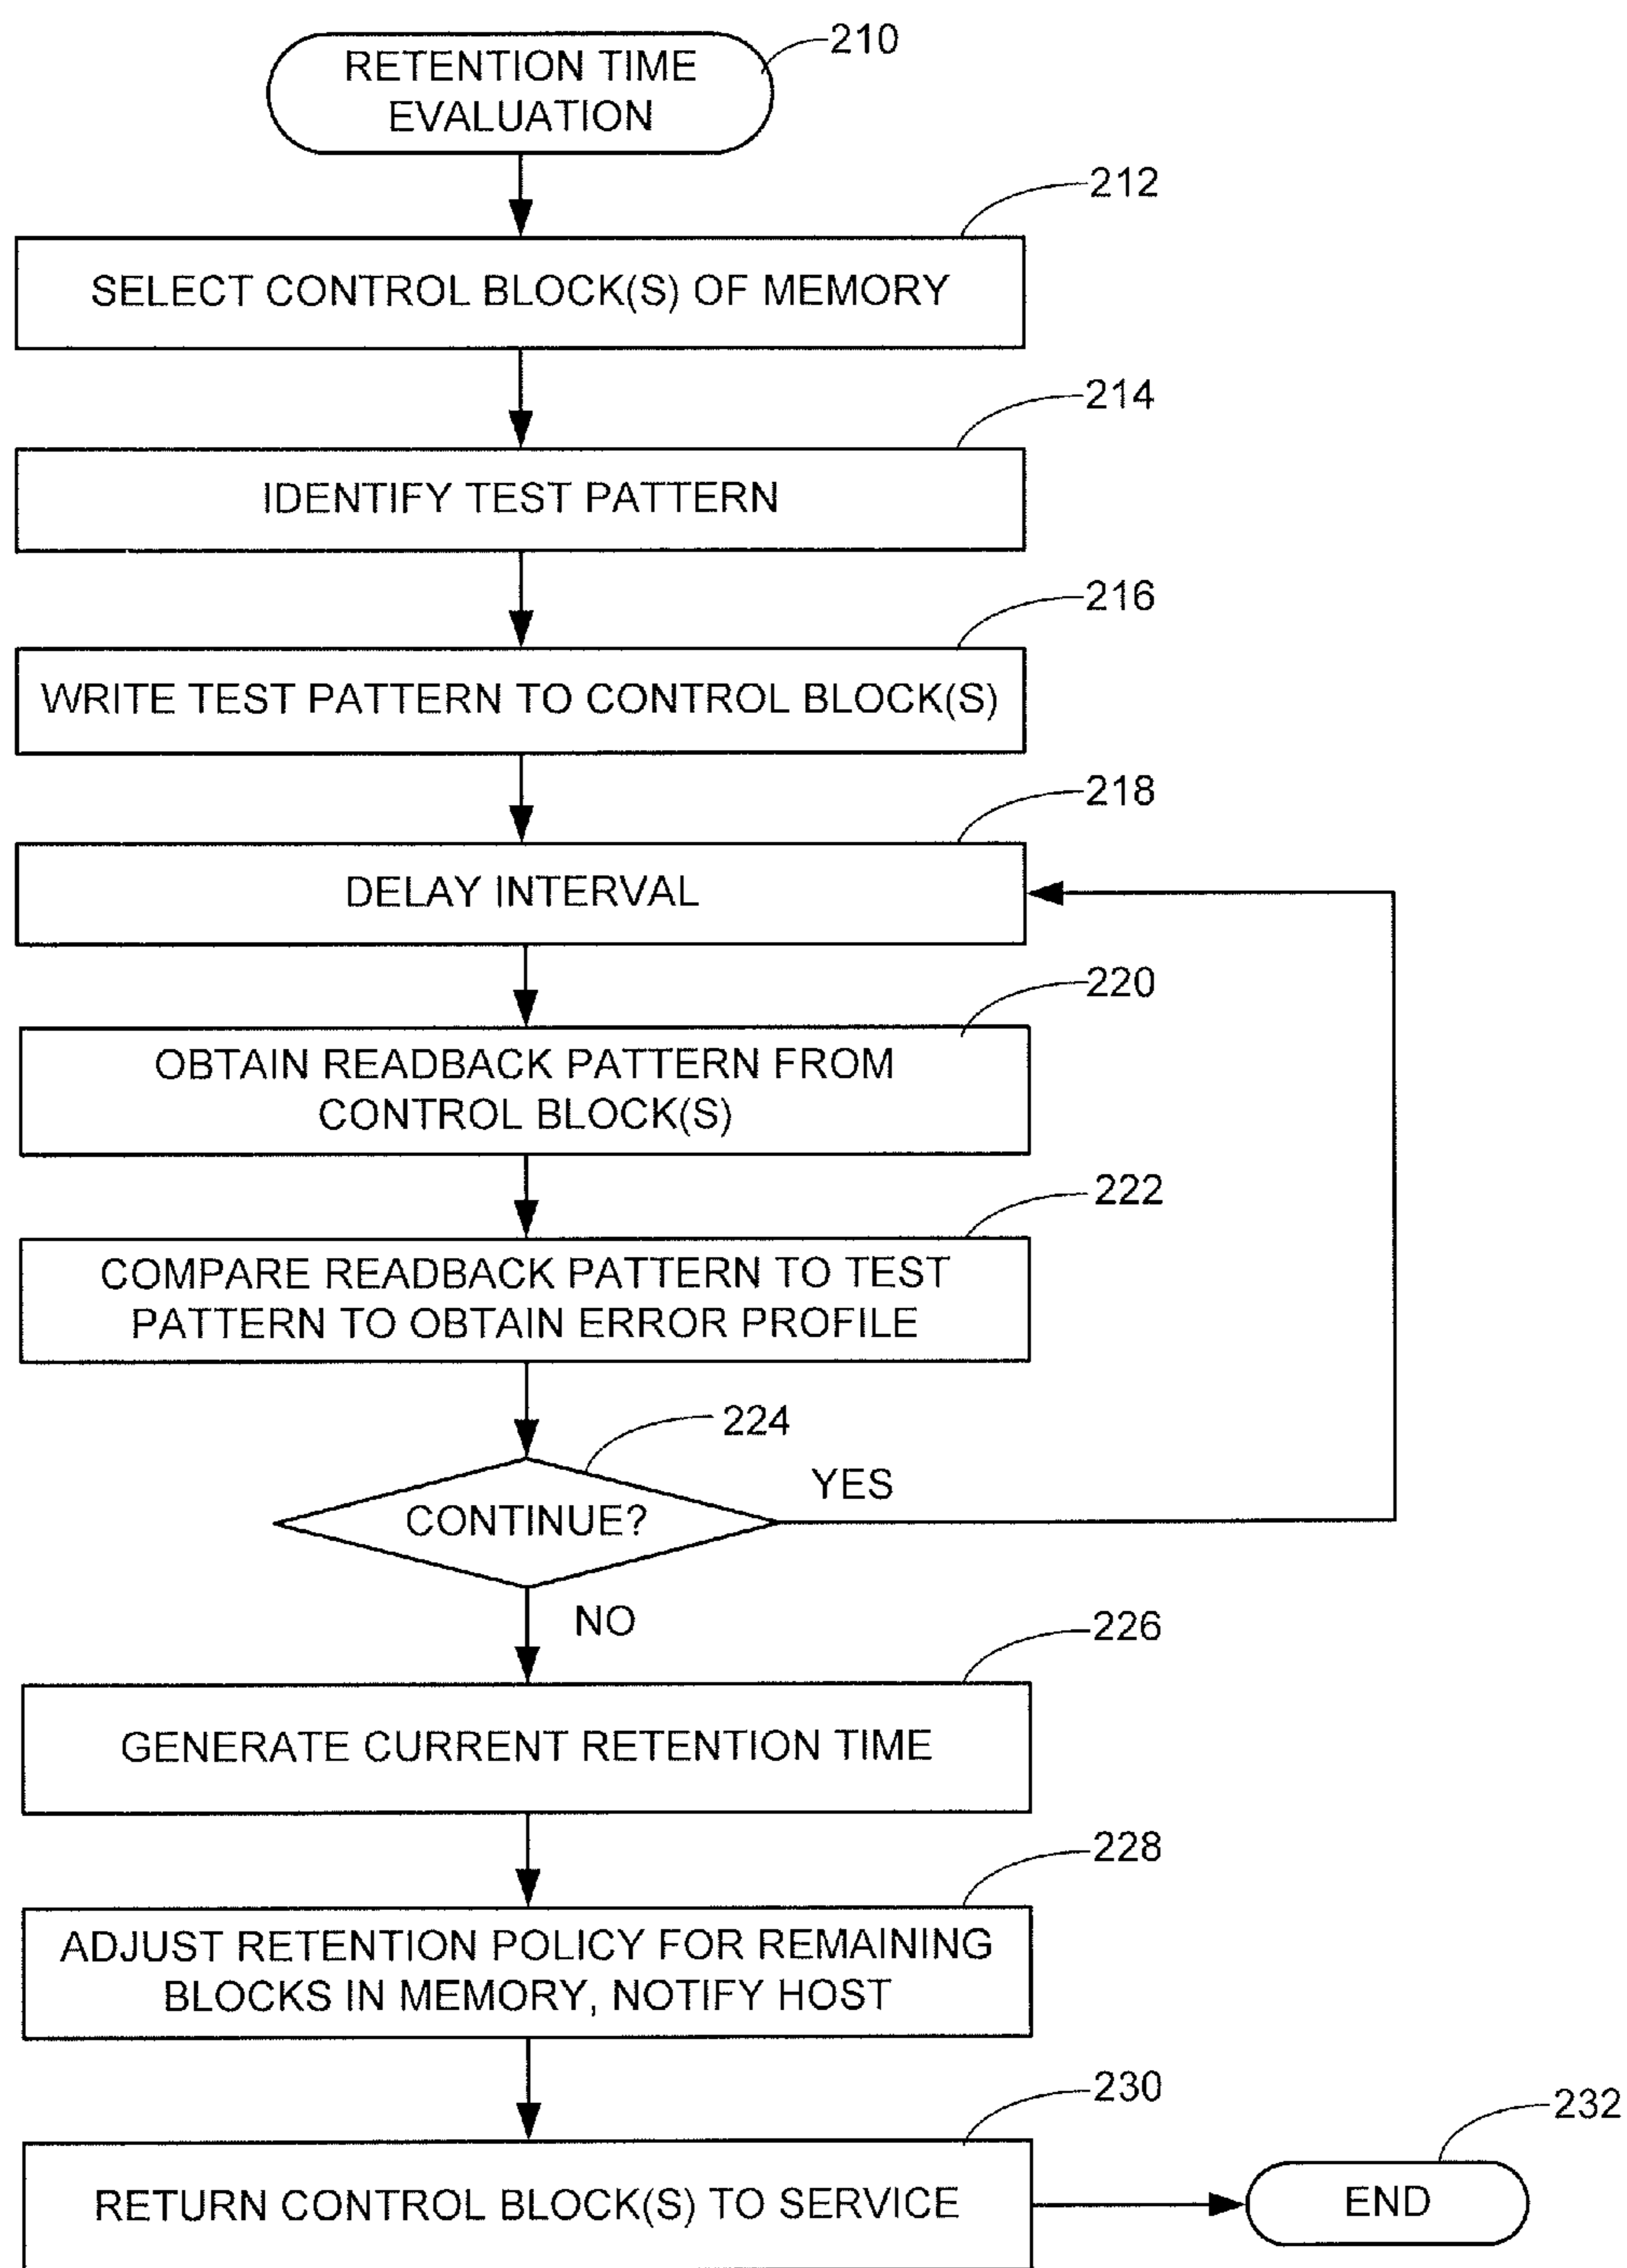 RETENTION TIME
EVALUATION
210
212
SELECT CONTROL BLOCK(S) OF MEMORY
214
IDENTIFY TEST PATTERN
216
WRITE TEST PATTERN TO CONTROL BLOCK(S)
218
DELAY INTERVAL
220
OBTAIN READBACK PATTERN FROM
CONTROL BLOCK(S)
222
COMPARE READBACK PATTERN TO TEST
PATTERN TO OBTAIN ERROR PROFILE
224
CONTINUE?
YES
NO
226
GENERATE CURRENT RETENTION TIME
228
ADJUST RETENTION POLICY FOR REMAINING
BLOCKS IN MEMORY, NOTIFY HOST
230
RETURN CONTROL BLOCK(S) TO SERVICE
232
END